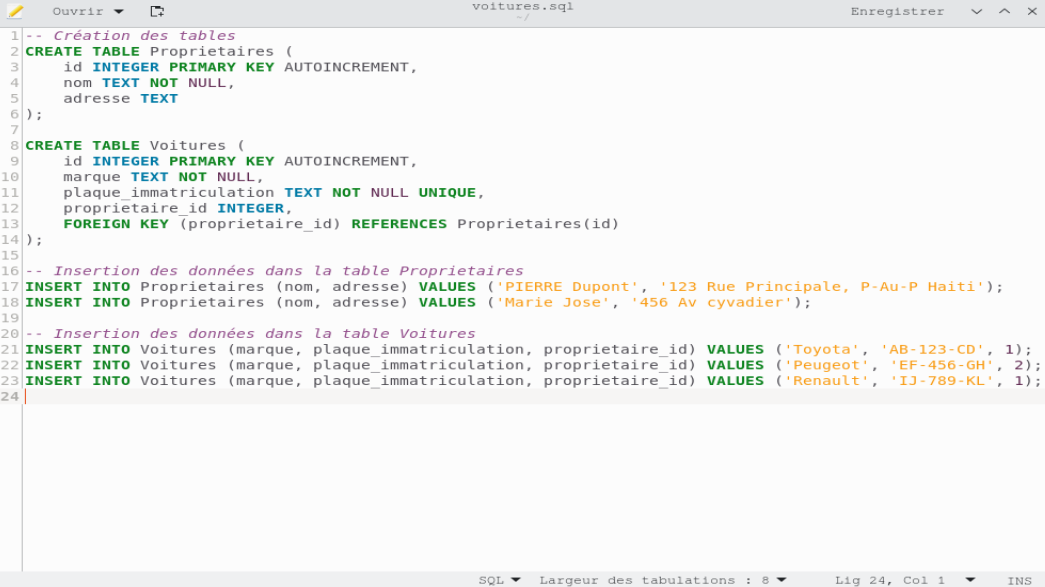 Ouvrir
voitures.sql
~/
Enregistrer
1 -- Création des tables
2 CREATE TABLE Proprietaires (
3     id INTEGER PRIMARY KEY AUTOINCREMENT,
4     nom TEXT NOT NULL,
5     adresse TEXT
6 );
7
8 CREATE TABLE Voitures (
9     id INTEGER PRIMARY KEY AUTOINCREMENT,
10     marque TEXT NOT NULL,
11     plaque_immatriculation TEXT NOT NULL UNIQUE,
12     proprietaire_id INTEGER,
13     FOREIGN KEY (proprietaire_id) REFERENCES Proprietaires(id)
14 );
15
16 -- Insertion des données dans la table Proprietaires
17 INSERT INTO Proprietaires (nom, adresse) VALUES ('PIERRE Dupont', '123 Rue Principale, P-Au-P Haiti');
18 INSERT INTO Proprietaires (nom, adresse) VALUES ('Marie Jose', '456 Av cyvadier');
19
20 -- Insertion des données dans la table Voitures
21 INSERT INTO Voitures (marque, plaque_immatriculation, proprietaire_id) VALUES ('Toyota', 'AB-123-CD', 1);
22 INSERT INTO Voitures (marque, plaque_immatriculation, proprietaire_id) VALUES ('Peugeot', 'EF-456-GH', 2);
23 INSERT INTO Voitures (marque, plaque_immatriculation, proprietaire_id) VALUES ('Renault', 'IJ-789-KL', 1);
24
SQL Largeur des tabulations : 8 Lig 24, Col 1 INS